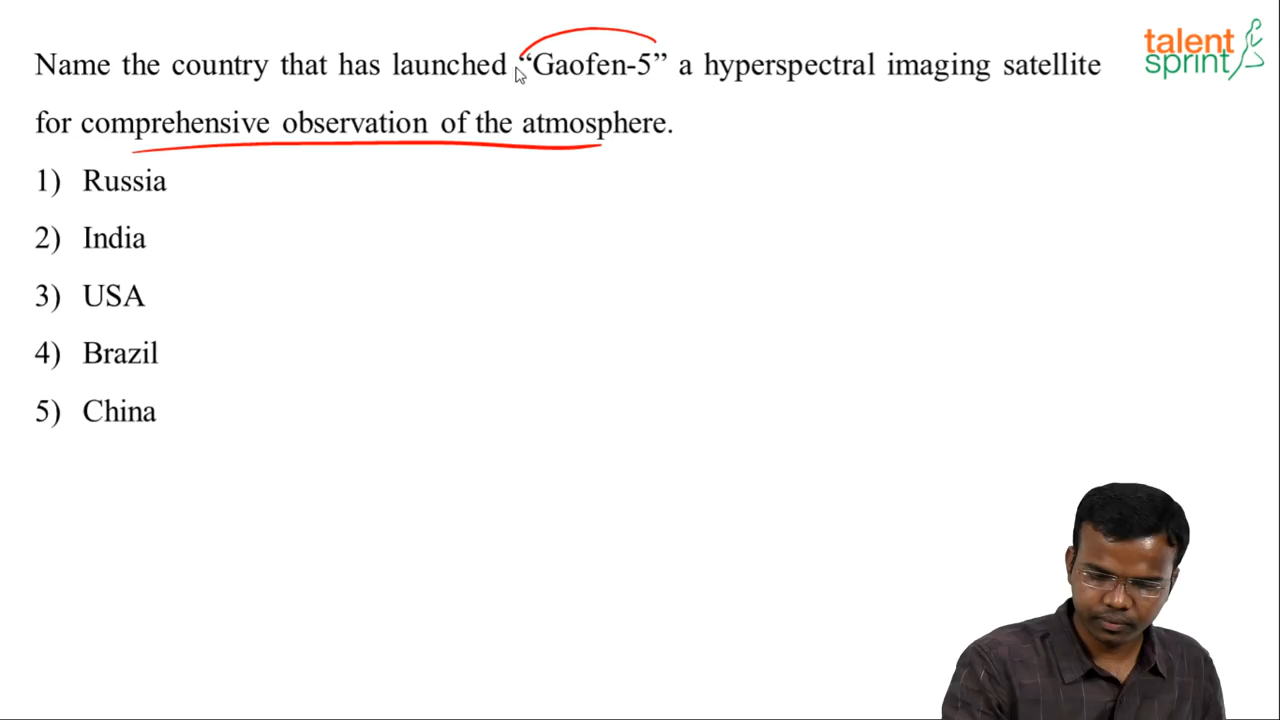 Name the country that has launched “Gaofen-5” a hyperspectral imaging satellite
for comprehensive observation of the atmosphere.
1) Russia
2) India
3) USA
4) Brazil
5) China
talent
sprint